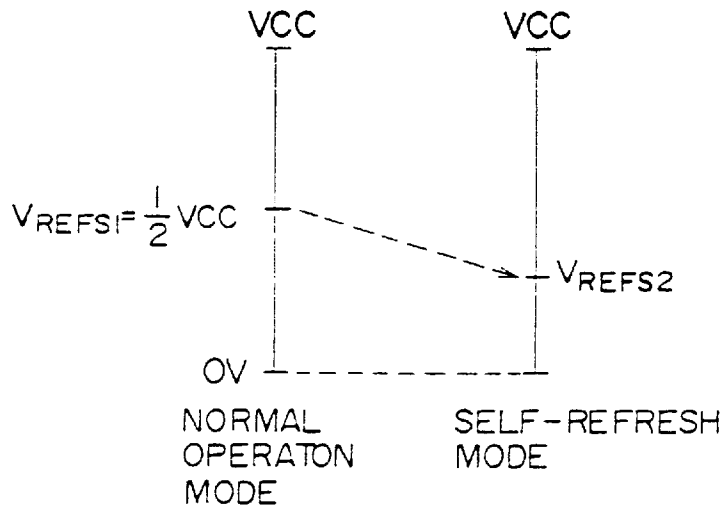 VCC VCC
VREFS1=1/2 VCC
VREFS2
0V
NORMAL
OPERATON
MODE
SELF-REFRESH
MODE